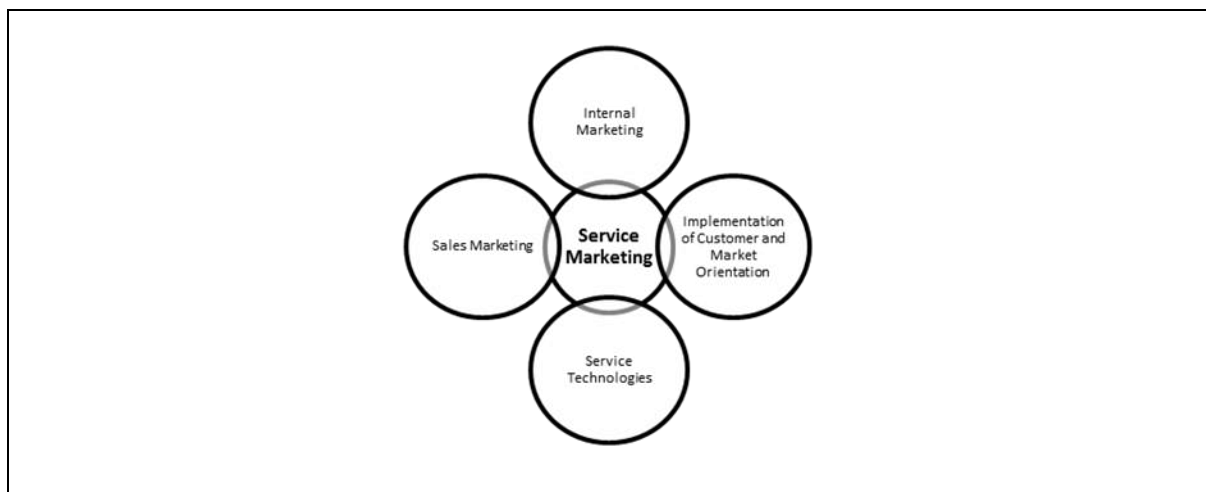 Internal
Marketing
Sales Marketing
Service
Marketing
Implementation
of Customer and
Market
Orientation
Service
Technologies